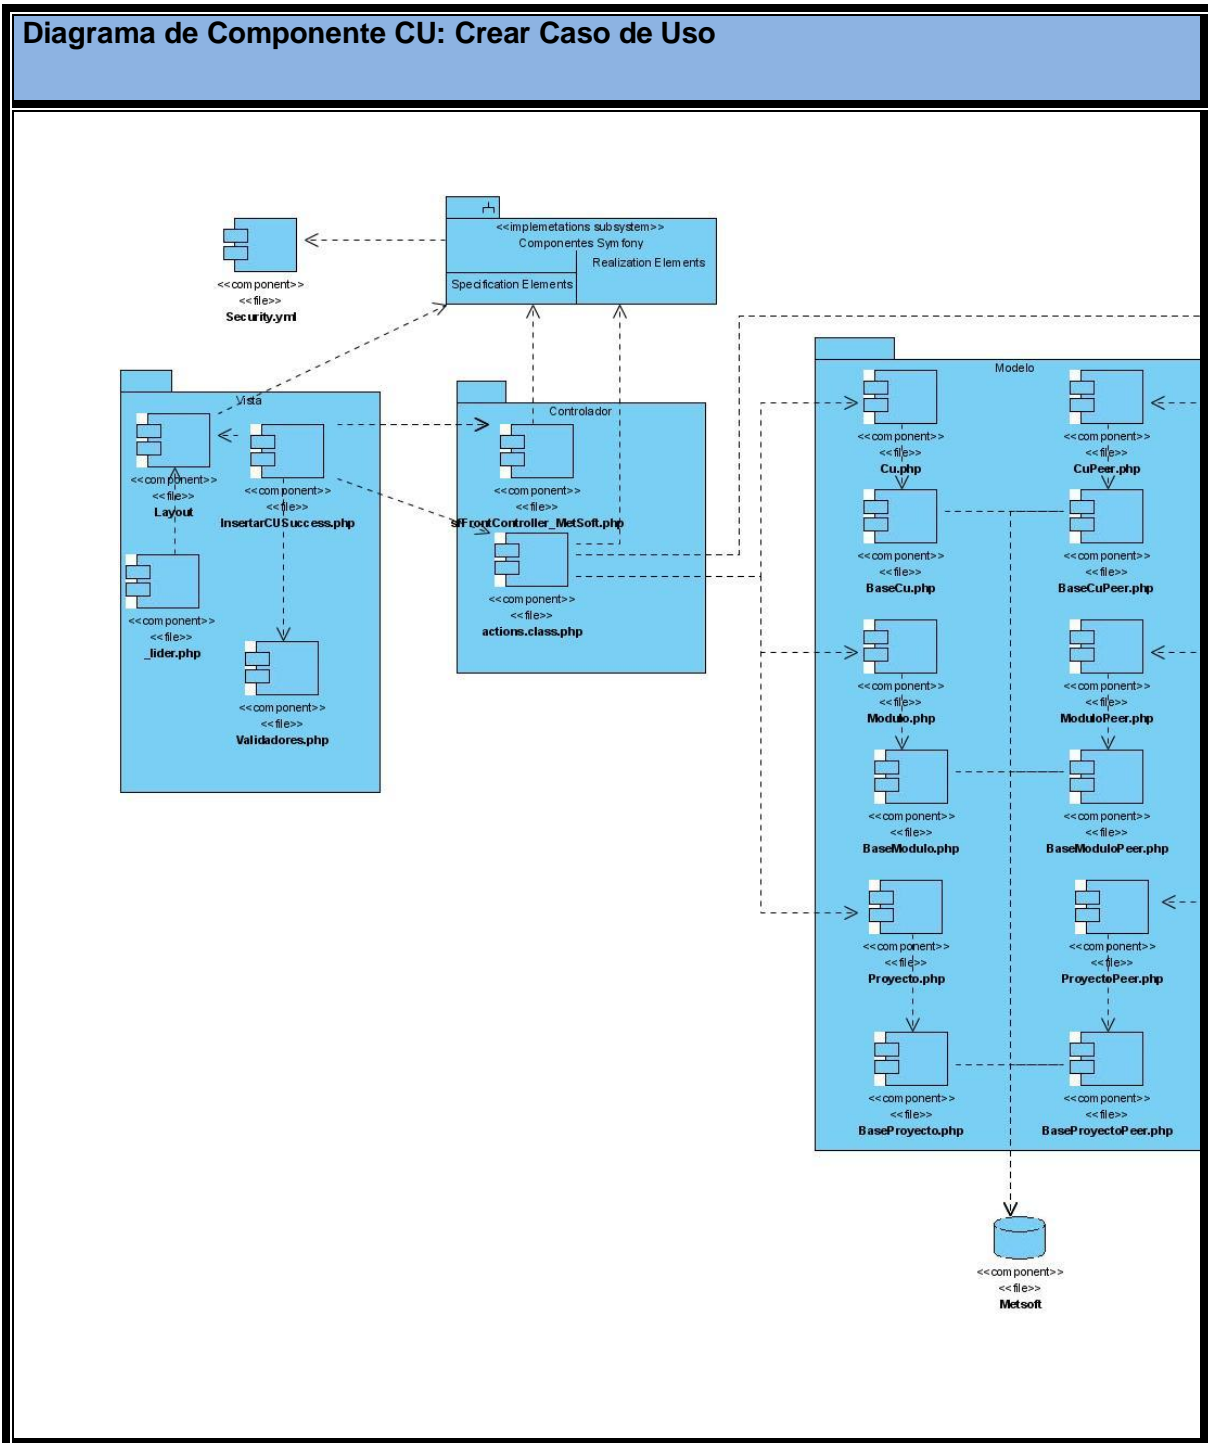 Diagrama de Componente CU: Crear Caso de Uso
<<implemetations subsystem>>
Componentes Symfony
Realization Elements
Specification Elements
<<component>>
<<file>>
Security.yml
Vista
<<component>>
<<file>>
Layout
<<component>>
<<file>>
InsertarCUSuccess.php
<<component>>
<<file>>
_lider.php
<<component>>
<<file>>
Validadores.php
Controlador
<<component>>
<<file>>
sfFrontController_MetSoft.php
<<component>>
<<file>>
actions.class.php
Modelo
<<component>>
<<file>>
Cu.php
<<component>>
<<file>>
CuPeer.php
<<component>>
<<file>>
BaseCu.php
<<component>>
<<file>>
BaseCuPeer.php
<<component>>
<<file>>
Modulo.php
<<component>>
<<file>>
ModuloPeer.php
<<component>>
<<file>>
BaseModulo.php
<<component>>
<<file>>
BaseModuloPeer.php
<<component>>
<<file>>
Proyecto.php
<<component>>
<<file>>
ProyectoPeer.php
<<component>>
<<file>>
BaseProyecto.php
<<component>>
<<file>>
BaseProyectoPeer.php
<<component>>
<<file>>
Metsoft